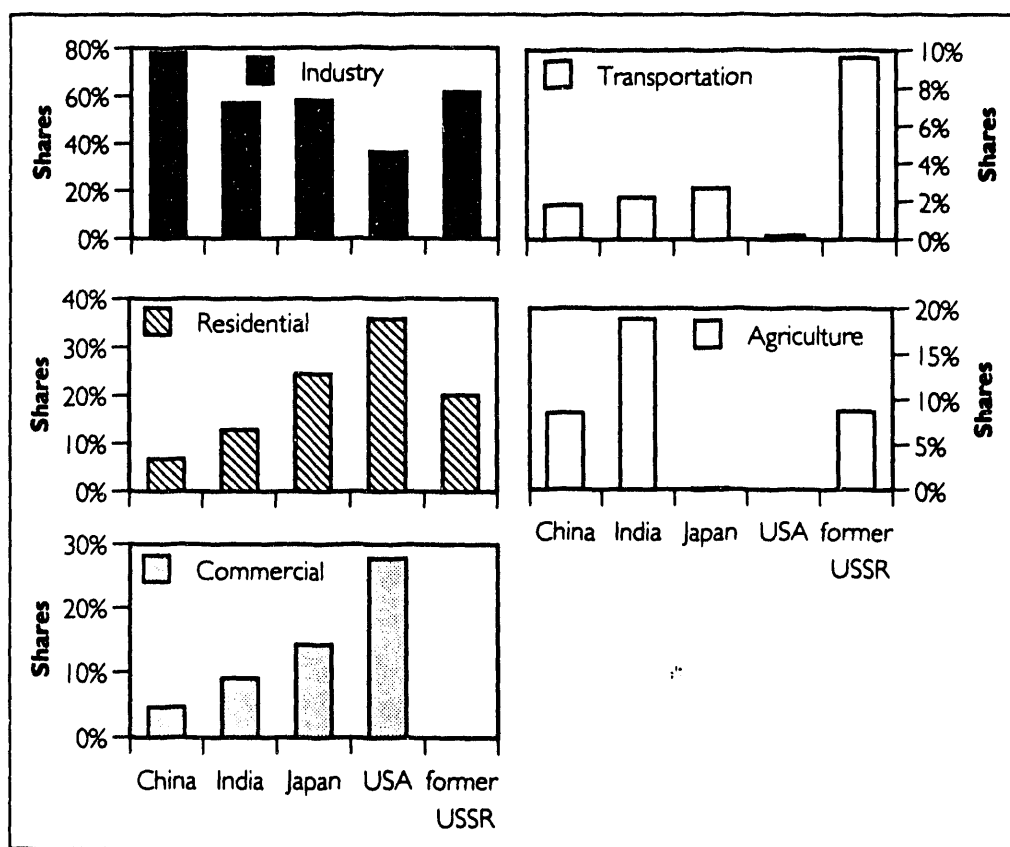 Shares
80%
60%
40%
20%
0%
Industry
Transportation
10%
8%
6%
4%
2%
0%
Shares
Shares
40%
30%
20%
10%
0%
Residential
Agriculture
20%
15%
10%
5%
0%
Shares
China India Japan USA former
USSR
Shares
30%
20%
10%
0%
Commercial
China India Japan USA former
USSR